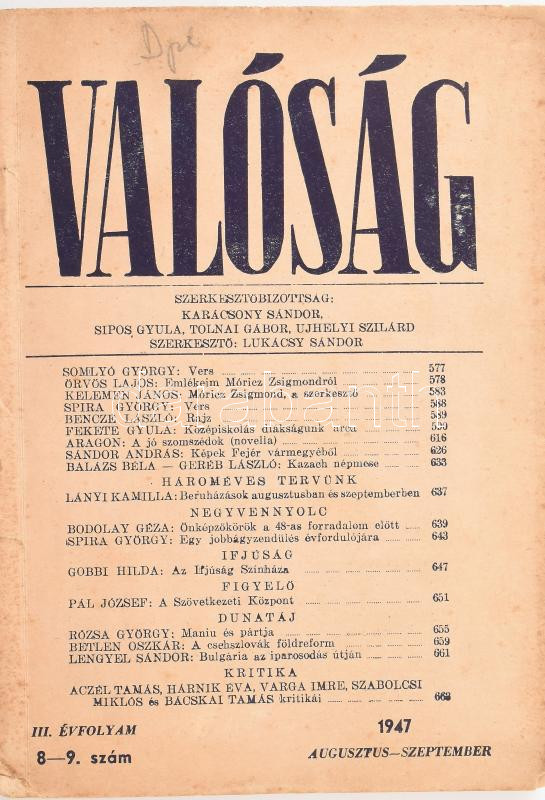 VALÓSÁG
SZERKESZTŐBIZOTTSÁG:
KARÁCSONY SÁNDOR,
SIPOS GYULA, TOLNAI GÁBOR, UJHELYI SZILÁRD
SZERKESZTŐ: LUKÁCSY SÁNDOR
SOMLYÓ GYÖRGY: Vers 577
ÖRVÖS LAJOS: Emlékeim Móricz Zsigmondról 578
KELEMEN JÁNOS: Móricz Zsigmond, a szerkesztő 583
SPIRA GYÖRGY: Vers 588
BENCZE LÁSZLÓ: Rajz 589
FEKETE GYULA: Középiskolás diákságunk arca
ARAGON: A jó szomszédok (novella) 616
SÁNDOR ANDRÁS: Képek Fejér vármegyéből 626
BALÁZS BÉLA — GERÉB LÁSZLÓ: Kazach népmese 633
HÁROMÉVES TERVÜNK
LÁNYI KAMILLA: Beruházások augusztusban és szeptemberben 637
NEGYVENNYOLC
BODOLAY GÉZA: Önképzőkörök a 48-as forradalom előtt 639
SPIRA GYÖRGY: Egy jobbágyzendülés évfordulójára 643
IFJÚSÁG
GOBBI HILDA: Az Ifjúság Színháza 647
FIGYELŐ
PÁL JÓZSEF: A Szövetkezeti Központ 651
DUNATÁJ
RÓZSA GYÖRGY: Maniu és pártja 655
BETLEN OSZKÁR: A csehszlovák földreform 659
LENGYEL SÁNDOR: Bulgária az iparosodás útján 661
KRITIKA
ACZÉL TAMÁS, HÁRNIK ÉVA, VARGA IMRE, SZABOLCSI
MIKLÓS és BÁCSKAI TAMÁS kritikái 663
III. ÉVFOLYAM
8—9. szám
1947
AUGUSZTUS—SZEPTEMBER